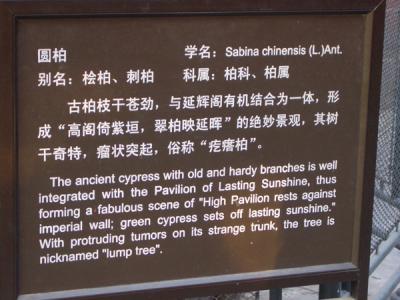 圆柏 学名：Sabina chinensis (L.)Ant.
别名：桧柏、刺柏 科属：柏科、柏属
古柏枝干苍劲，与延辉阁有机结合为一体，形
成“高阁倚紫垣，翠柏映延晖”的绝妙景观，其树
干奇特，瘤状突起，俗称“疙瘩柏”。
The ancient cypress with old and hardy branches is well
integrated with the Pavilion of Lasting Sunshine, thus
forming a fabulous scene of "High Pavilion rests against
imperial wall; green cypress sets off lasting sunshine."
With protruding tumors on its strange trunk, the tree is
nicknamed "lump tree".